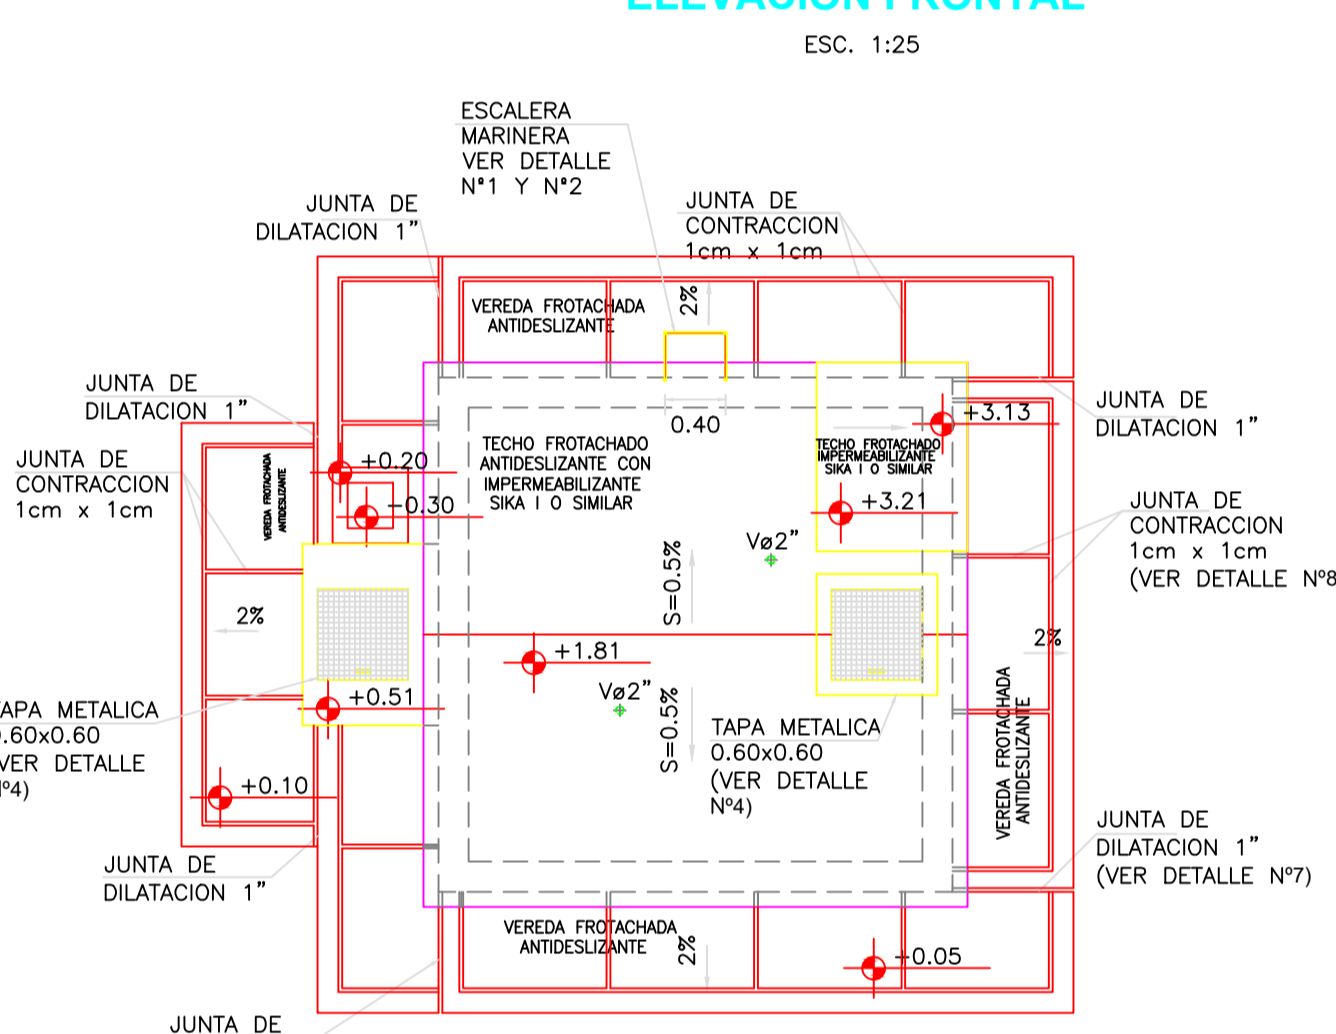 ELEVACION FRONTAL
ESC. 1:25
ESCALERA
MARINERA
VER DETALLE
N°1 Y N°2
JUNTA DE
DILATACION 1"
JUNTA DE
CONTRACCION
1cm x 1cm
VEREDA FROTACHADA
ANTIDESLIZANTE
2%
JUNTA DE
DILATACION 1"
0.40
+3.13
JUNTA DE
DILATACION 1"
JUNTA DE
CONTRACCION
1cm x 1cm
VEREDA FROTACHADA
ANTIDESLIZANTE
+0.20
-0.30
TECHO FROTACHADO
ANTIDESLIZANTE CON
IMPERMEABILIZANTE
SIKA I O SIMILAR
TECHO FROTACHADO
IMPERMEABILIZANTE
SIKA I O SIMILAR
+3.21
JUNTA DE
CONTRACCION
1cm x 1cm
(VER DETALLE Nº8
Vø2"
S=0.5%
2%
2%
+1.81
+0.51
Vø2"
S=0.5%
TAPA METALICA
0.60x0.60
(VER DETALLE
Nº4)
TAPA METALICA
0.60x0.60
(VER DETALLE
Nº4)
VEREDA FROTACHADA
ANTIDESLIZANTE
+0.10
JUNTA DE
DILATACION 1"
JUNTA DE
DILATACION 1"
(VER DETALLE Nº7)
VEREDA FROTACHADA
ANTIDESLIZANTE
2%
+0.05
JUNTA DE